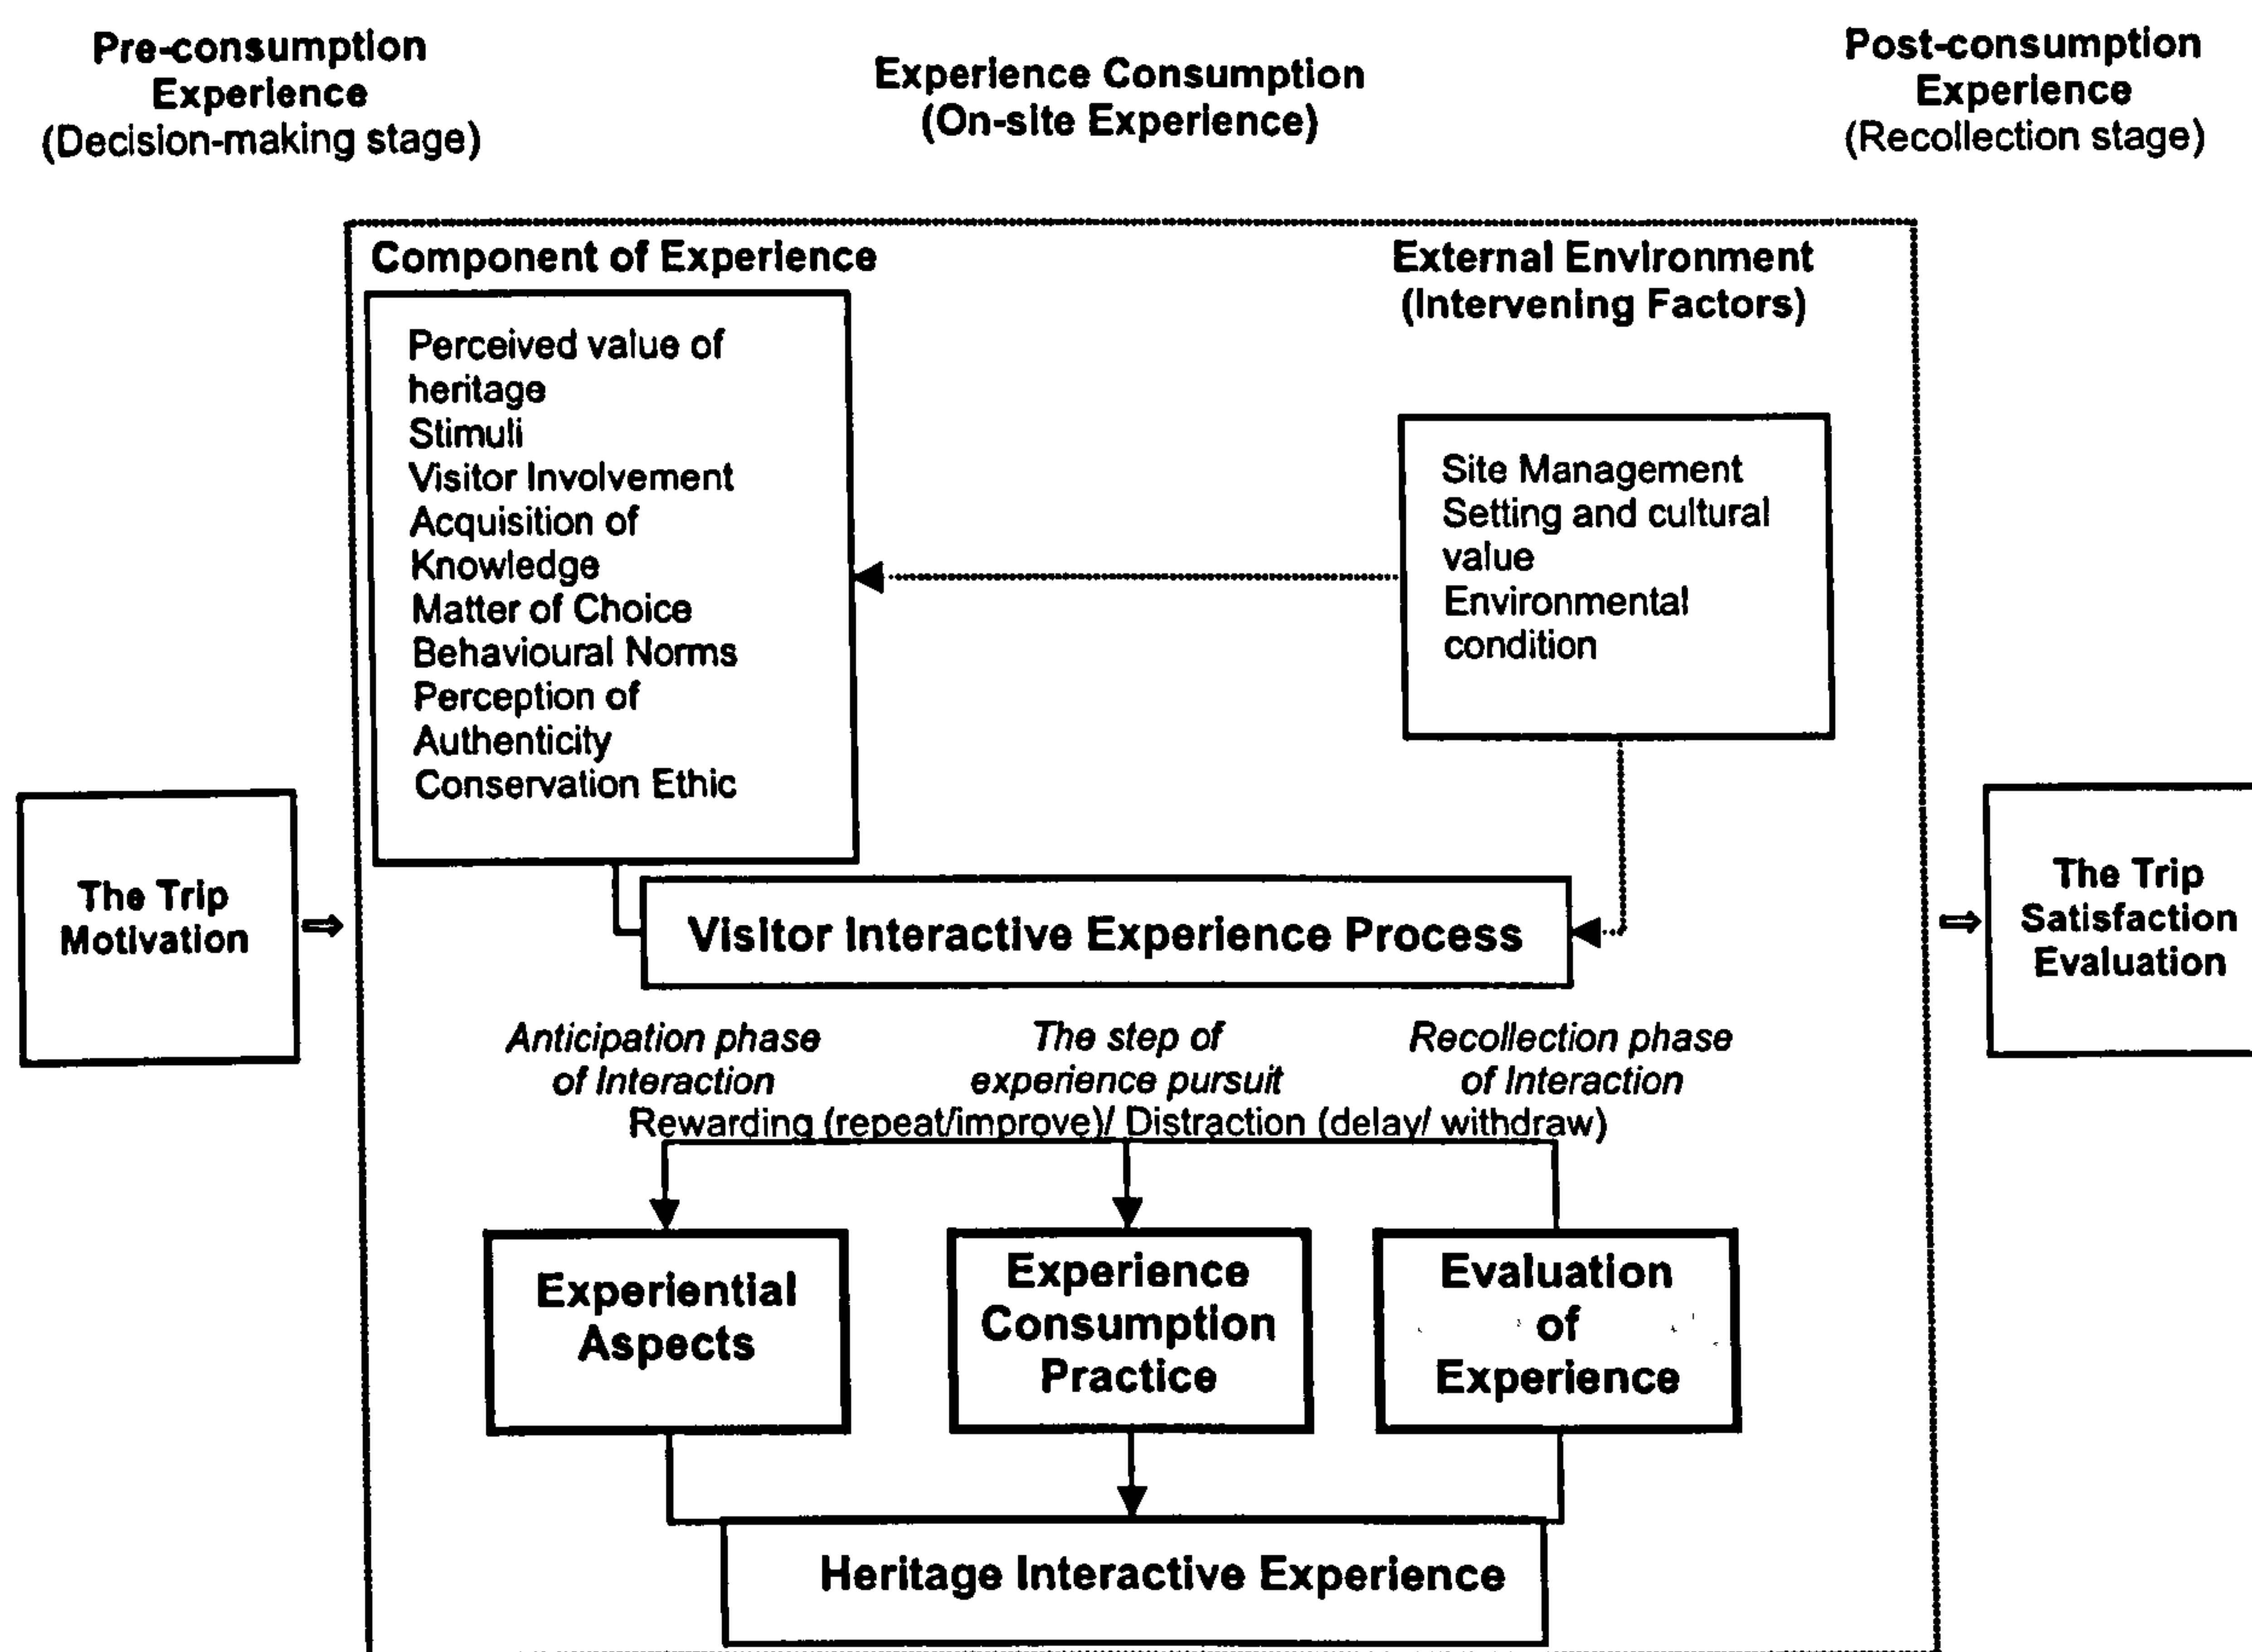 Pre-consumption
Experience
(Decision-making stage)
Experience Consumption
(On-site Experience)
Post-consumption
Experience
(Recollection stage)
Component of Experience
External Environment
(Intervening Factors)
Perceived value of
heritage
Stimuli
Visitor Involvement
Acquisition of
Knowledge
Matter of Choice
Behavioural Norms
Perception of
Authenticity
Conservation Ethic
Site Management
Setting and cultural
value
Environmental
condition
The Trip
Motivation
Visitor Interactive Experience Process
The Trip
Satisfaction
Evaluation
Anticipation phase
of Interaction
The step of
experience pursuit
Recollection phase
of Interaction
Rewarding (repeat/improve)/ Distraction (delay/ withdraw)
Experiential
Aspects
Experience
Consumption
Practice
Evaluation
of
Experience
Heritage Interactive Experience